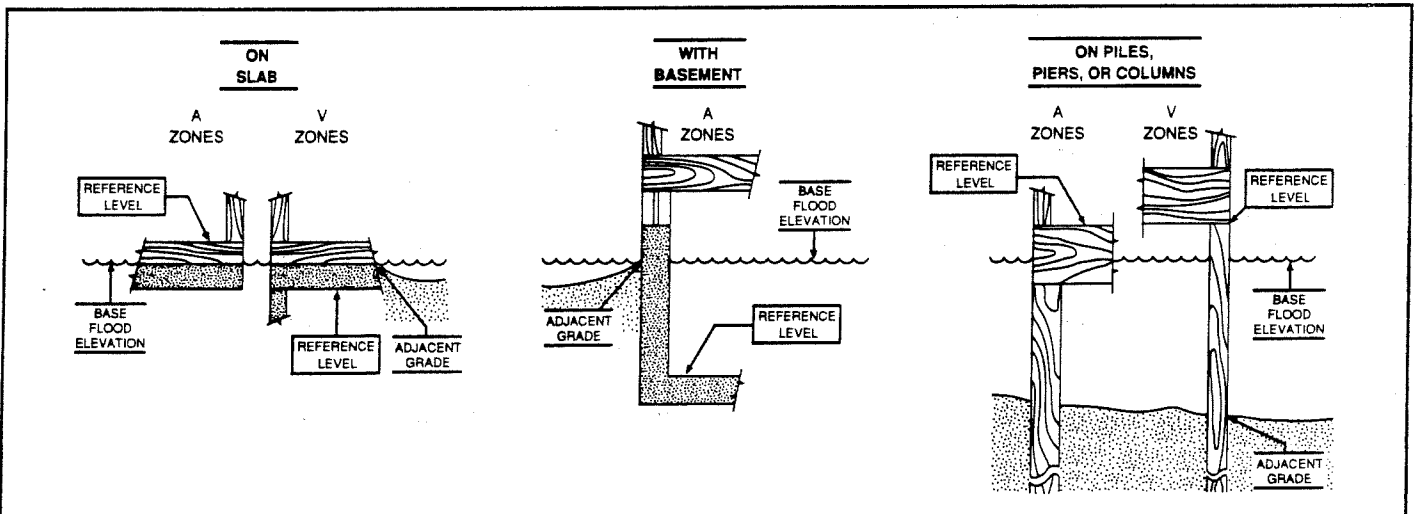 ON
SLAB
A
ZONES
V
ZONES
REFERENCE
LEVEL
BASE
FLOOD
ELEVATION
REFERENCE
LEVEL
ADJACENT
GRADE
WITH
BASEMENT
A
ZONES
BASE
FLOOD
ELEVATION
ADJACENT
GRADE
REFERENCE
LEVEL
ON PILES,
PIERS, OR COLUMNS
A
ZONES
V
ZONES
REFERENCE
LEVEL
REFERENCE
LEVEL
BASE
FLOOD
ELEVATION
ADJACENT
GRADE